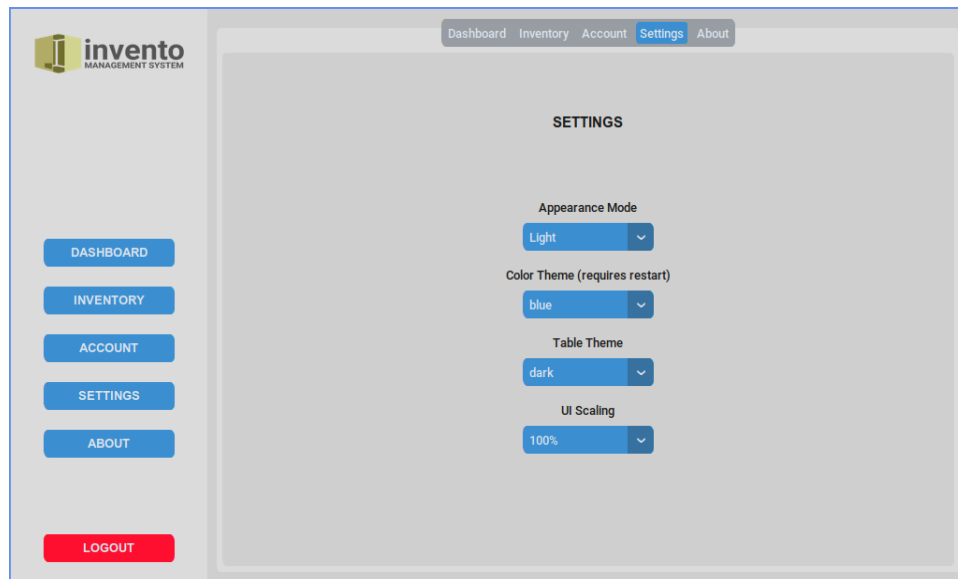 invento
MANAGEMENT SYSTEM
DASHBOARD
INVENTORY
ACCOUNT
SETTINGS
ABOUT
LOGOUT
Dashboard Inventory Account Settings About
SETTINGS
Appearance Mode
Light
Color Theme (requires restart)
blue
Table Theme
dark
UI Scaling
100%